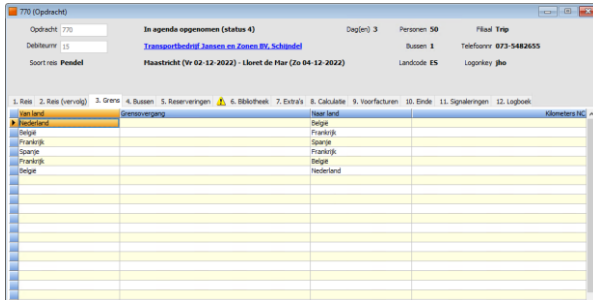 770 (Opdracht)
Opdracht 770 In agenda opgenomen (status 4) Dag(en) 3 Personen 50 Filiaal Trip
Debiteurnr 15 Transportbedrijf Jansen en Zonen BV, Schijndel Bussen 1 Telefoonnr 073-5482655
Soort reis Pendel Maastricht (Vr 02-12-2022) - Lloret de Mar (Zo 04-12-2022) Landcode ES Logonkey jho
1. Reis 2. Reis (vervolg) 3. Grens 4. Bussen 5. Reserveringen 6. Bibliotheek 7. Extra's 8. Calculatie 9. Voorfacturen 10. Einde 11. Signaleringen 12. Logboek
Van land Grensovergang Naar land Kilometers NC
Nederland België
België Frankrijk
Frankrijk Spanje
Spanje Frankrijk
Frankrijk België
België Nederland